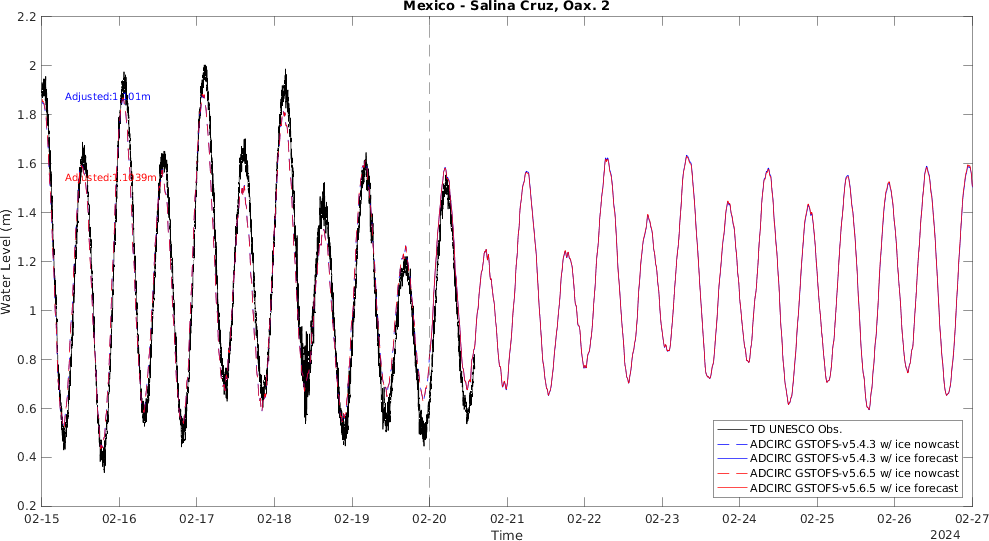 Mexico - Salina Cruz, Oax. 2
Water Level (m)
2.2
2
1.8
1.6
1.4
1.2
1
0.8
0.6
0.4
0.2
Adjusted:1.101m
Adjusted:1.1039m
TD UNESCO Obs.
ADCIRC GSTOFS-v5.4.3 w/ ice nowcast
ADCIRC GSTOFS-v5.4.3 w/ ice forecast
ADCIRC GSTOFS-v5.6.5 w/ ice nowcast
ADCIRC GSTOFS-v5.6.5 w/ ice forecast
02-15 02-16 02-17 02-18 02-19 02-20 02-21 02-22 02-23 02-24 02-25 02-26 02-27
Time
2024